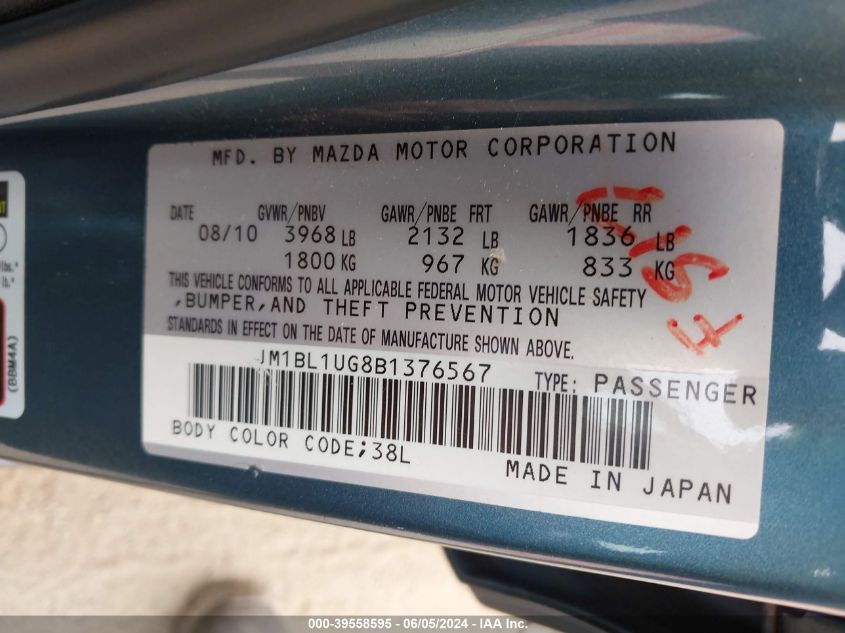 MFD. BY MAZDA MOTOR CORPORATION
DATE GVWR/PNBV GAWR/PNBE FRT GAWR/PNBE RR
08/10 3968 LB 2132 LB 1836 LB
1800 KG 967 KG 833 KG
THIS VEHICLE CONFORMS TO ALL APPLICABLE FEDERAL MOTOR VEHICLE SAFETY
,BUMPER,AND THEFT PREVENTION
STANDARDS IN EFFECT ON THE DATE OF MANUFACTURE SHOWN ABOVE.
JM1BL1UG8B1376567 TYPE: PASSENGER
BODY COLOR CODE;38L
MADE IN JAPAN
lbs.*
lb.*
(BBM4A)
000-39558595 - 06/05/2024 - IAA Inc.